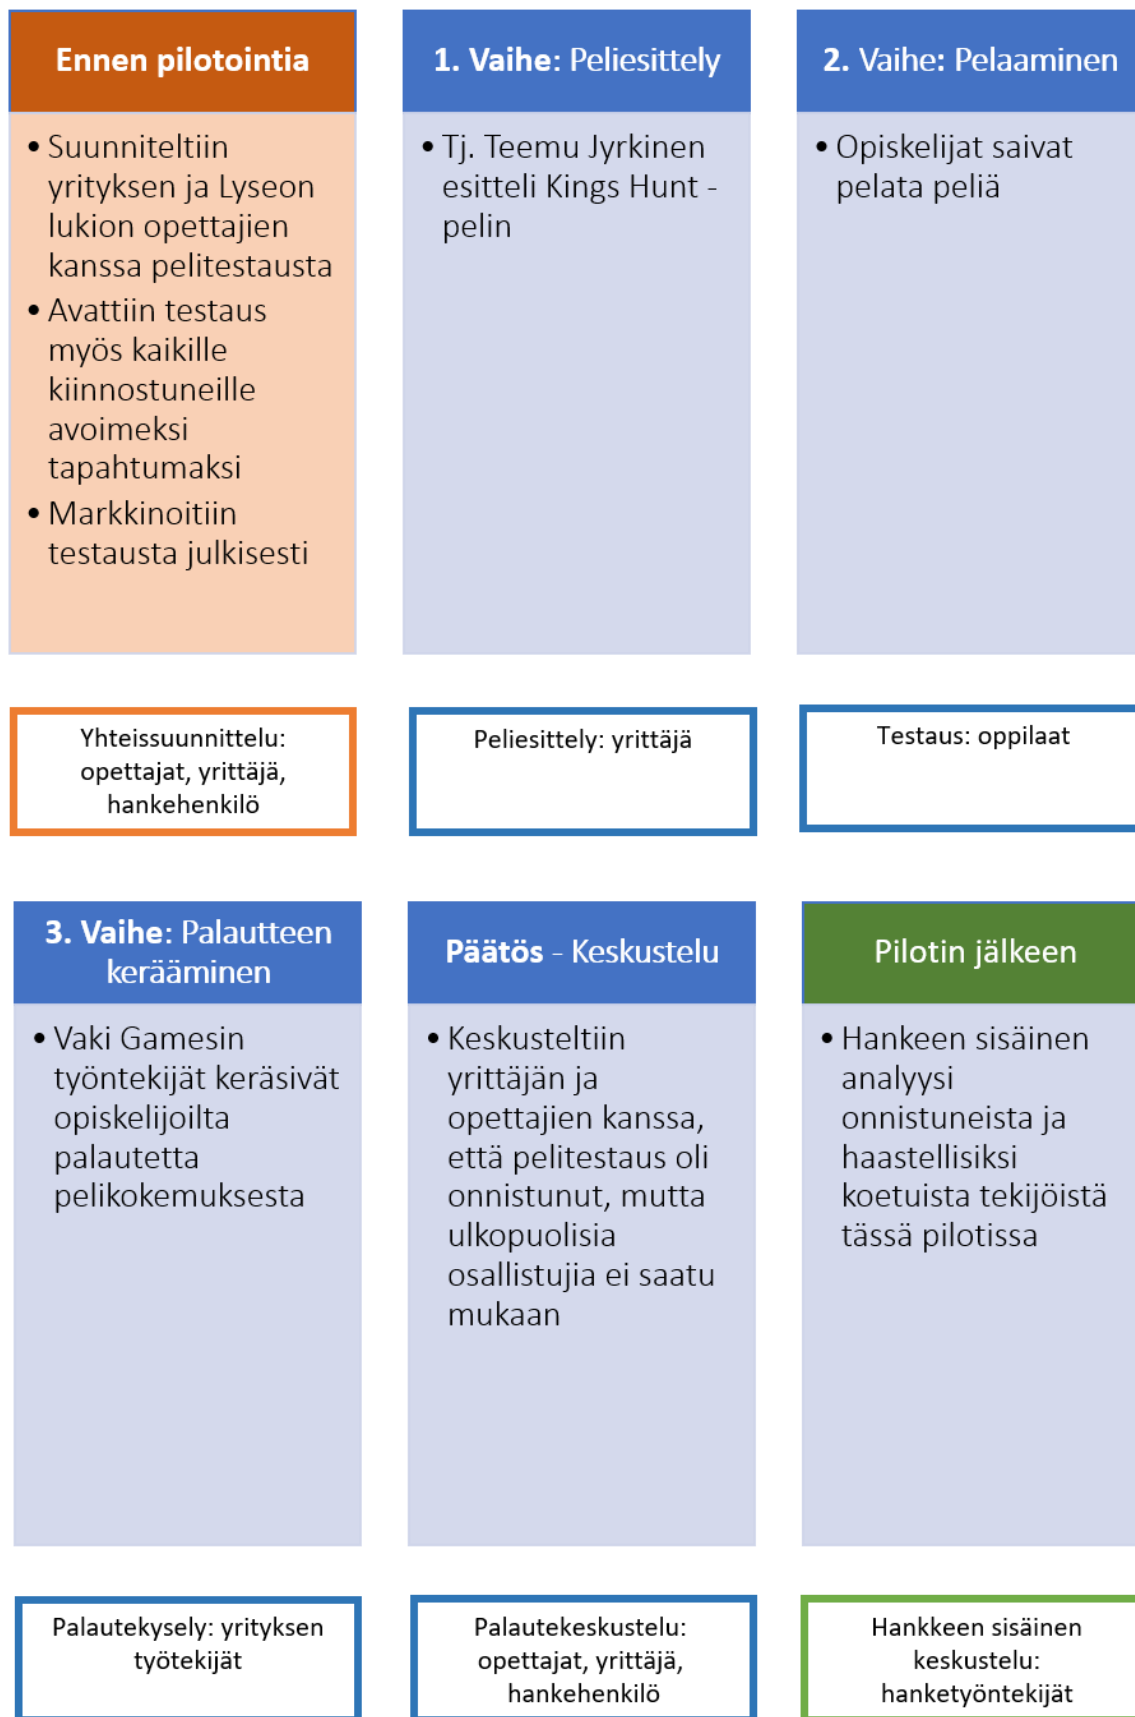 Ennen pilotointia
• Suunniteltiin
yrityksen ja Lyseon
lukion opettajien
kanssa pelitestausta
• Avattiin testaus
myös kaikille
kiinnostuneille
avoimeksi
tapahtumaksi
• Markkinoitiin
testausta julkisesti
Yhteissuunnittelu:
opettajat, yrittäjä,
hankehenkilö
1. Vaihe: Peliesittely
• Tj. Teemu Jyrkinen
esitteli Kings Hunt -
pelin
Peliesittely: yrittäjä
2. Vaihe: Pelaaminen
• Opiskelijat saivat
pelata peliä
Testaus: oppilaat
3. Vaihe: Palautteen
kerääminen
• Vaki Gamesin
työntekijät keräsivät
opiskelijoilta
palautetta
pelikokemuksesta
Palautekysely: yrityksen
työtekijät
Päätös - Keskustelu
• Keskusteltiin
yrittäjän ja
opettajien kanssa,
että pelitestaus oli
onnistunut, mutta
ulkopuolisia
osallistujia ei saatu
mukaan
Palautekeskustelu:
opettajat, yrittäjä,
hankehenkilö
Pilotin jälkeen
• Hankeen sisäinen
analyysi
onnistuneista ja
haastellisiksi
koetuista tekijöistä
tässä pilotissa
Hankkeen sisäinen
keskustelu:
hanketyöntekijät